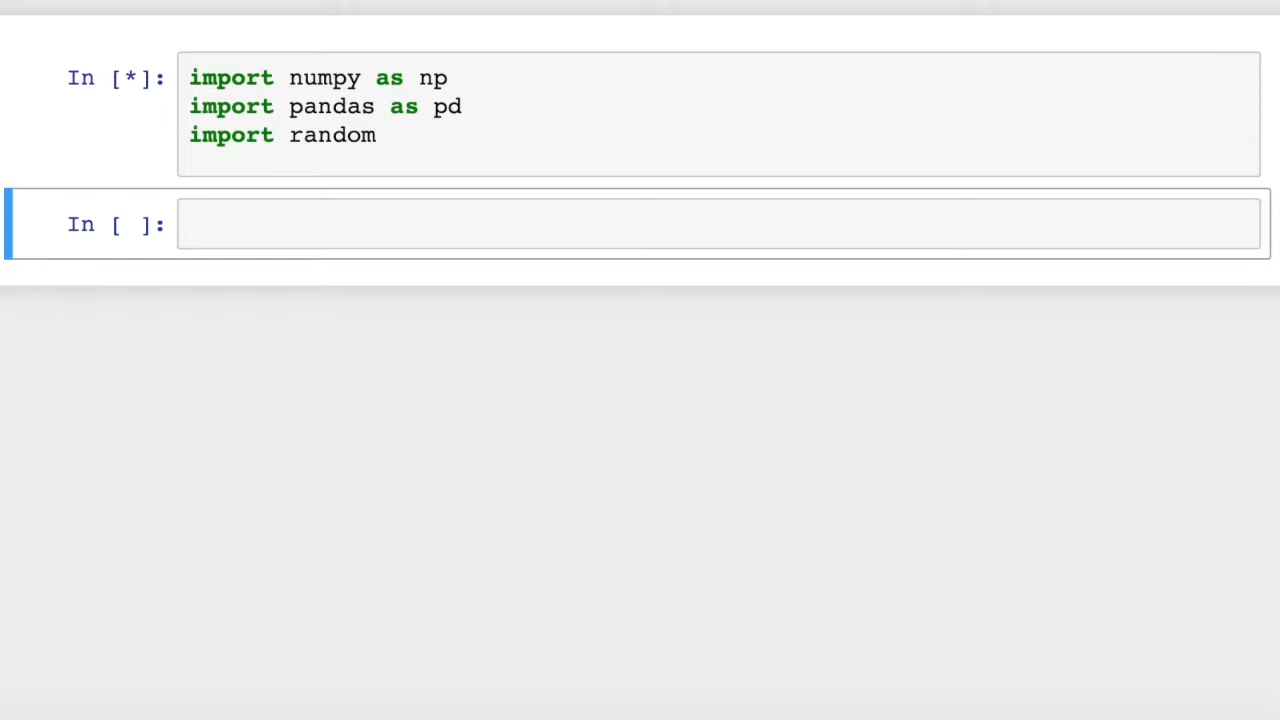 In [*]: import numpy as np
import pandas as pd
import random
In [ ]: